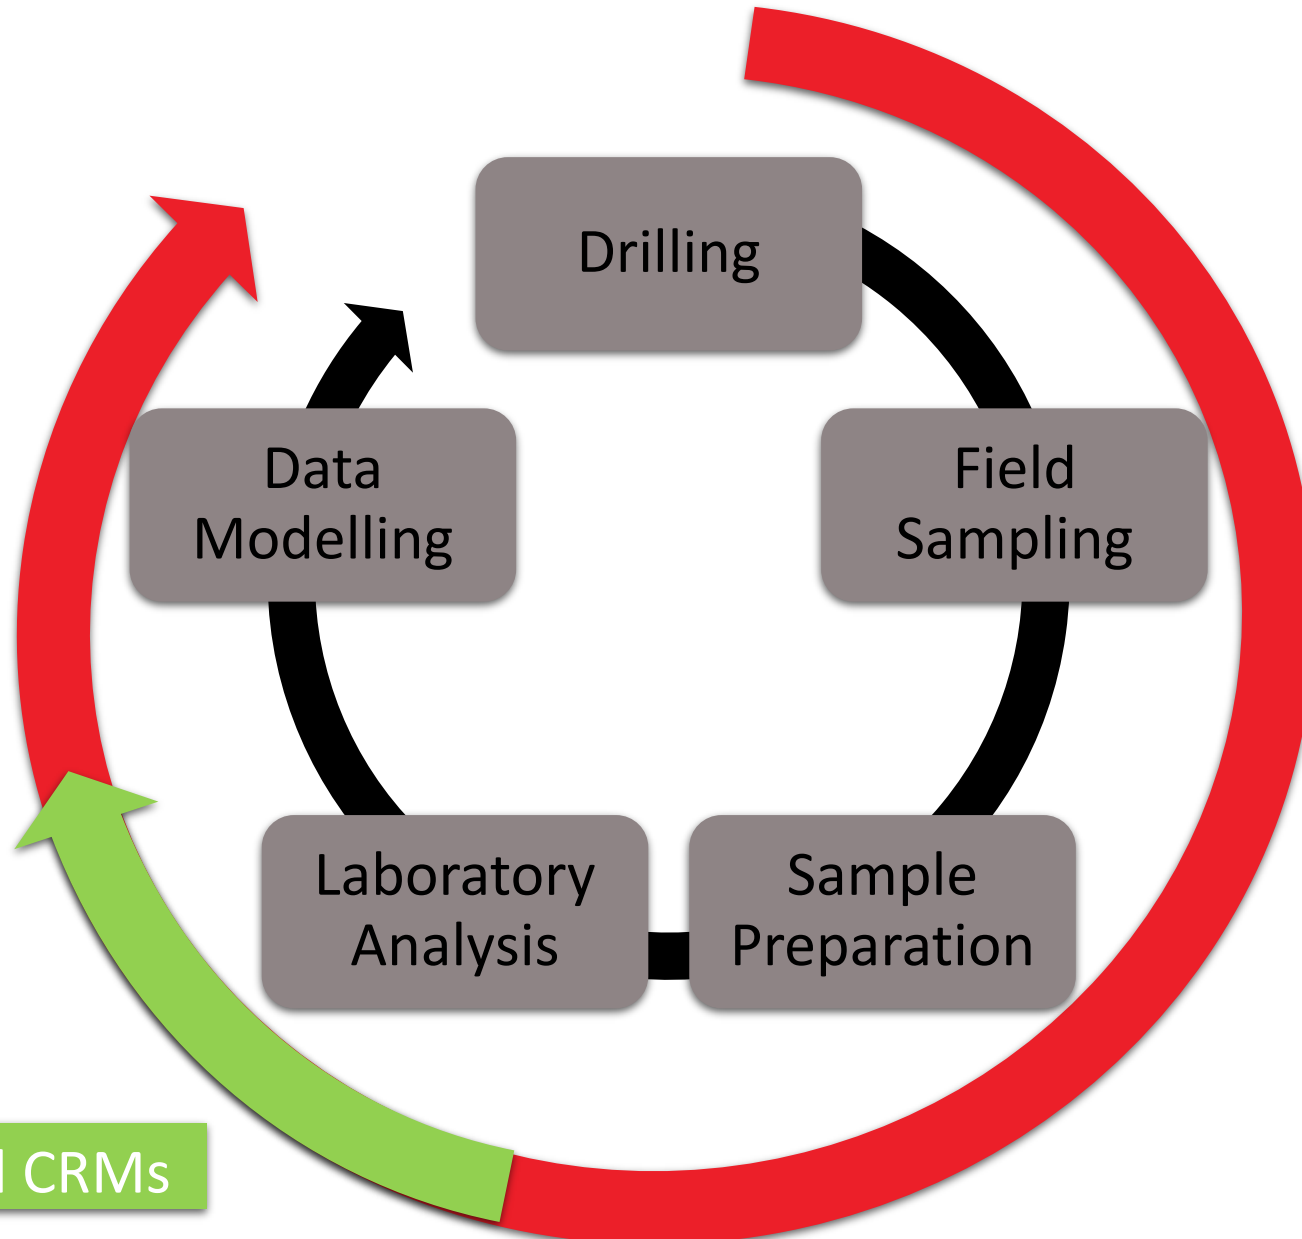 Drilling
Field
Sampling
Sample
Preparation
Laboratory
Analysis
Data
Modelling
CRMs